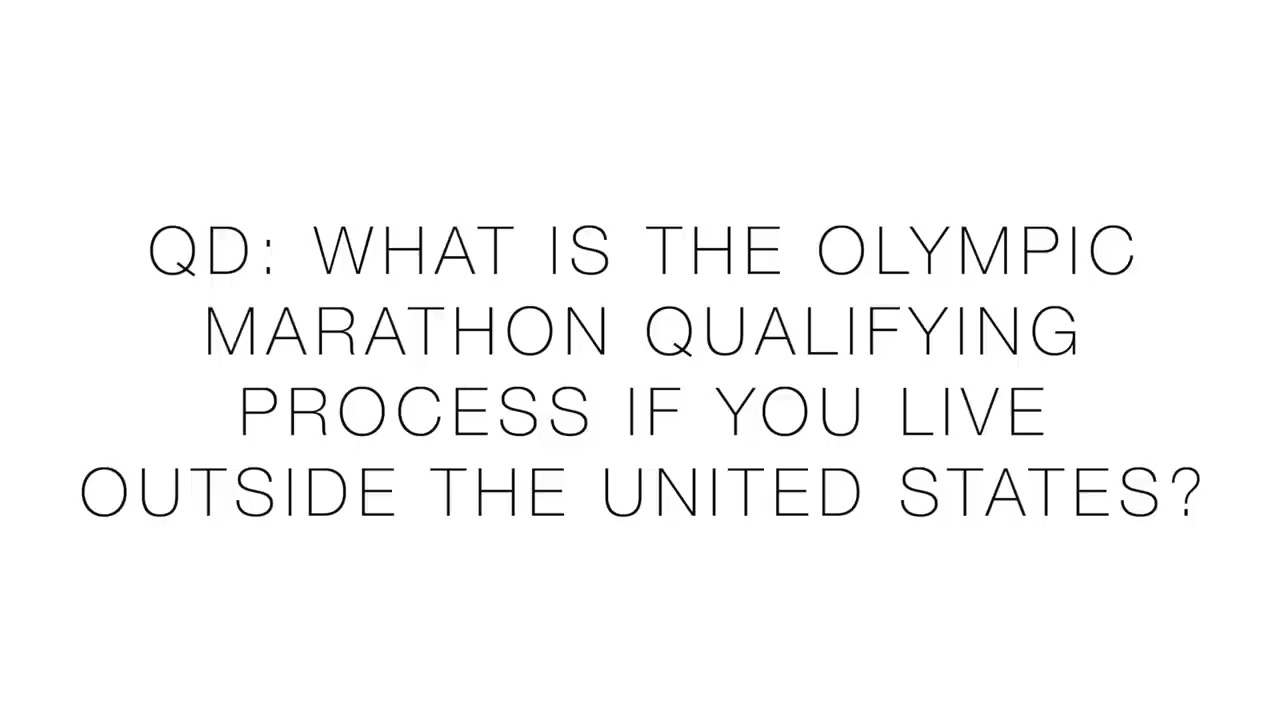 QD: WHAT IS THE OLYMPIC
MARATHON QUALIFYING
PROCESS IF YOU LIVE
OUTSIDE THE UNITED STATES?